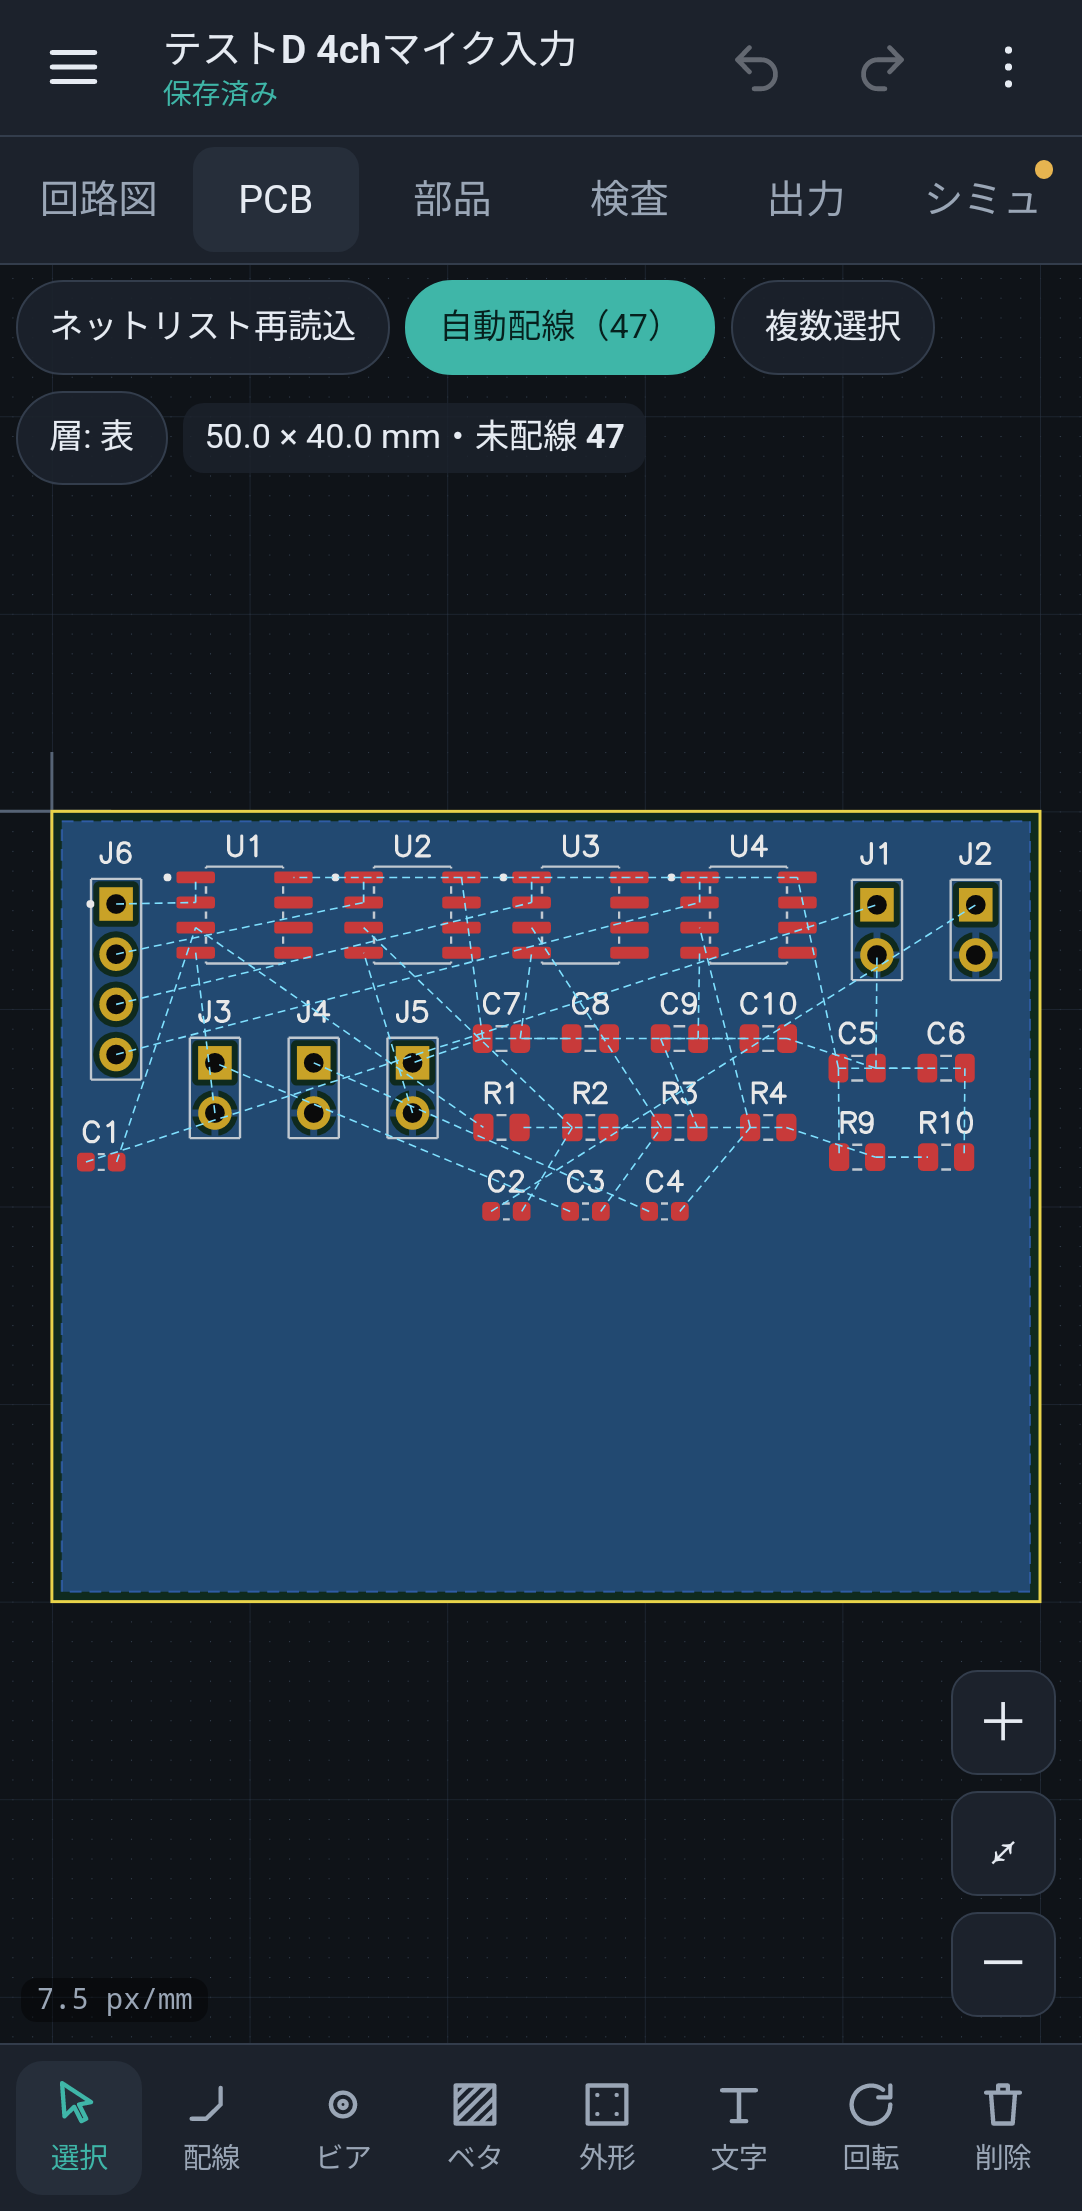 テストD 4chマイク入力
保存済み
回路図 PCB 部品 検査 出力 シミュ
ネットリスト再読込 自動配線（47） 複数選択
層: 表 50.0 × 40.0 mm・未配線 47
J6 U1 U2 U3 U4 J1 J2
J3 J4 J5 C7 C8 C9 C10 C5 C6
C1 R1 R2 R3 R4 R9 R10
C2 C3 C4
7.5 px/mm
選択 配線 ビア ベタ 外形 文字 回転 削除